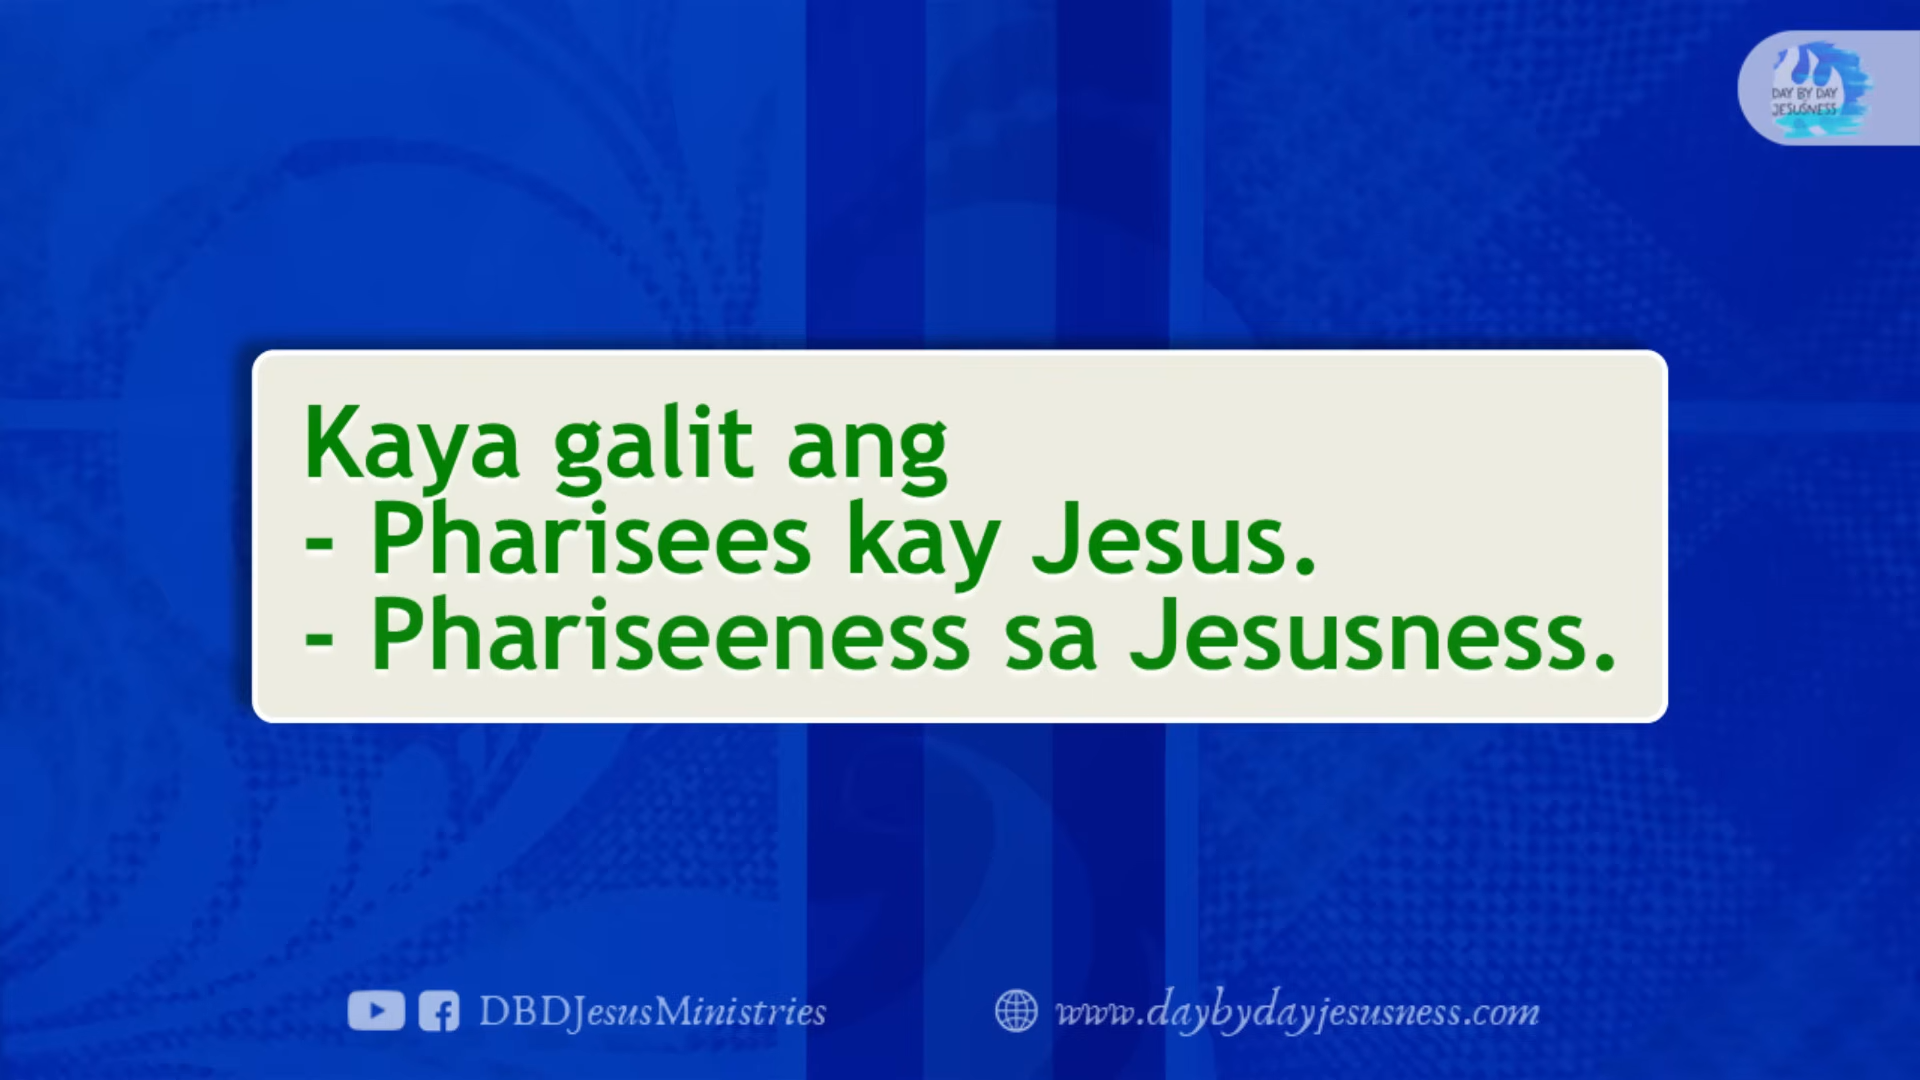 DAY BY DAY
JESUSNESS
Kaya galit ang
- Pharisees kay Jesus.
- Phariseeness sa Jesusness.
DBDJesusMinistries
www.daybydayjesusness.com